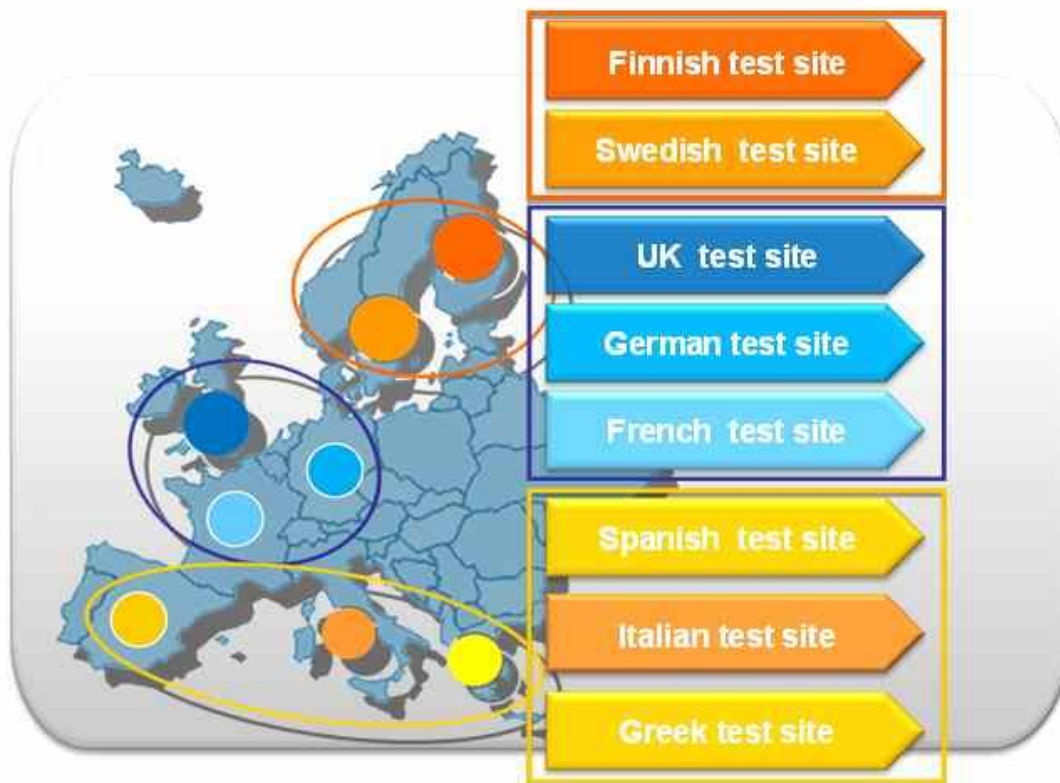 Finnish test site
Swedish test site
UK test site
German test site
French test site
Spanish test site
Italian test site
Greek test site